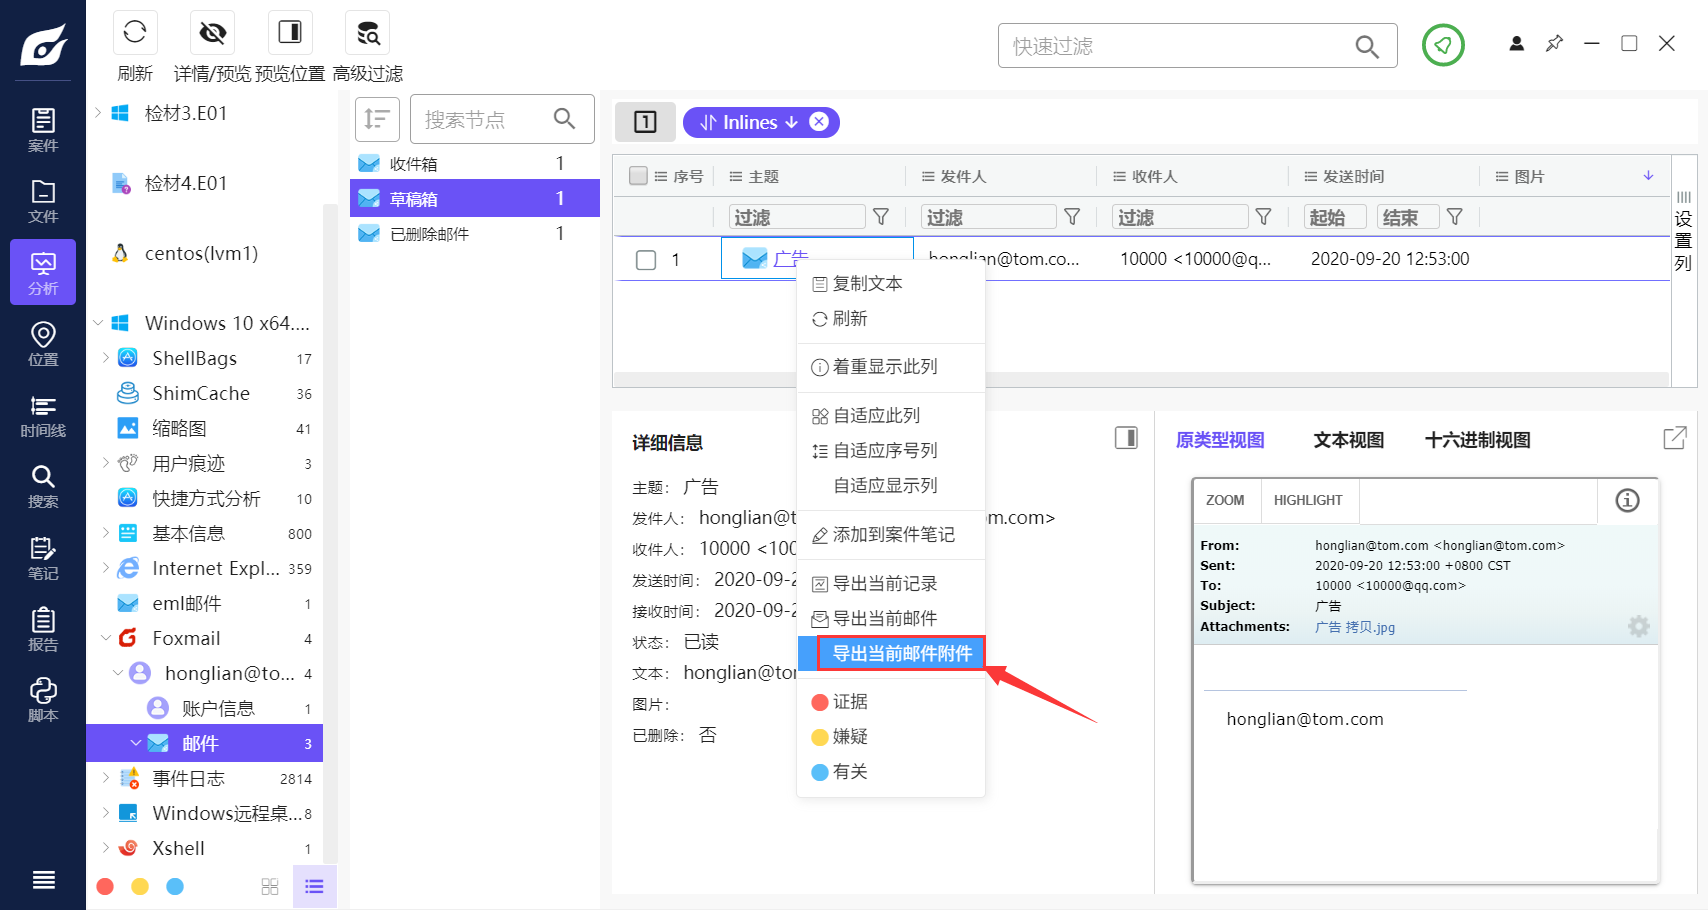 刷新
详情/预览
预览位置
高级过滤
快速过滤
案件
文件
分析
位置
时间线
搜索
笔记
报告
脚本
检材3.E01
检材4.E01
centos(lvm1)
Windows 10 x64....
ShellBags 17
ShimCache 36
缩略图 41
用户痕迹 3
快捷方式分析 10
基本信息 800
Internet Expl... 359
eml邮件 1
Foxmail 4
honglian@to... 4
账户信息 1
邮件 3
事件日志 2814
Windows远程桌... 8
Xshell 1
搜索节点
收件箱 1
草稿箱 1
已删除邮件 1
1
Inlines
序号 主题 发件人 收件人 发送时间 图片
过滤 过滤 过滤 起始 结束
1 广告 honglian@tom.co... 10000 <10000@q... 2020-09-20 12:53:00
设置列
复制文本
刷新
着重显示此列
自适应此列
自适应序号列
自适应显示列
添加到案件笔记
导出当前记录
导出当前邮件
导出当前邮件附件
证据
嫌疑
有关
详细信息
主题： 广告
发件人： honglian@t om.com>
收件人： 10000 <100
发送时间： 2020-09-2
接收时间： 2020-09-2
状态： 已读
文本： honglian@to
图片：
已删除： 否
原类型视图 文本视图 十六进制视图
ZOOM HIGHLIGHT
From: honglian@tom.com <honglian@tom.com>
Sent: 2020-09-20 12:53:00 +0800 CST
To: 10000 <10000@qq.com>
Subject: 广告
Attachments: 广告 拷贝.jpg
honglian@tom.com